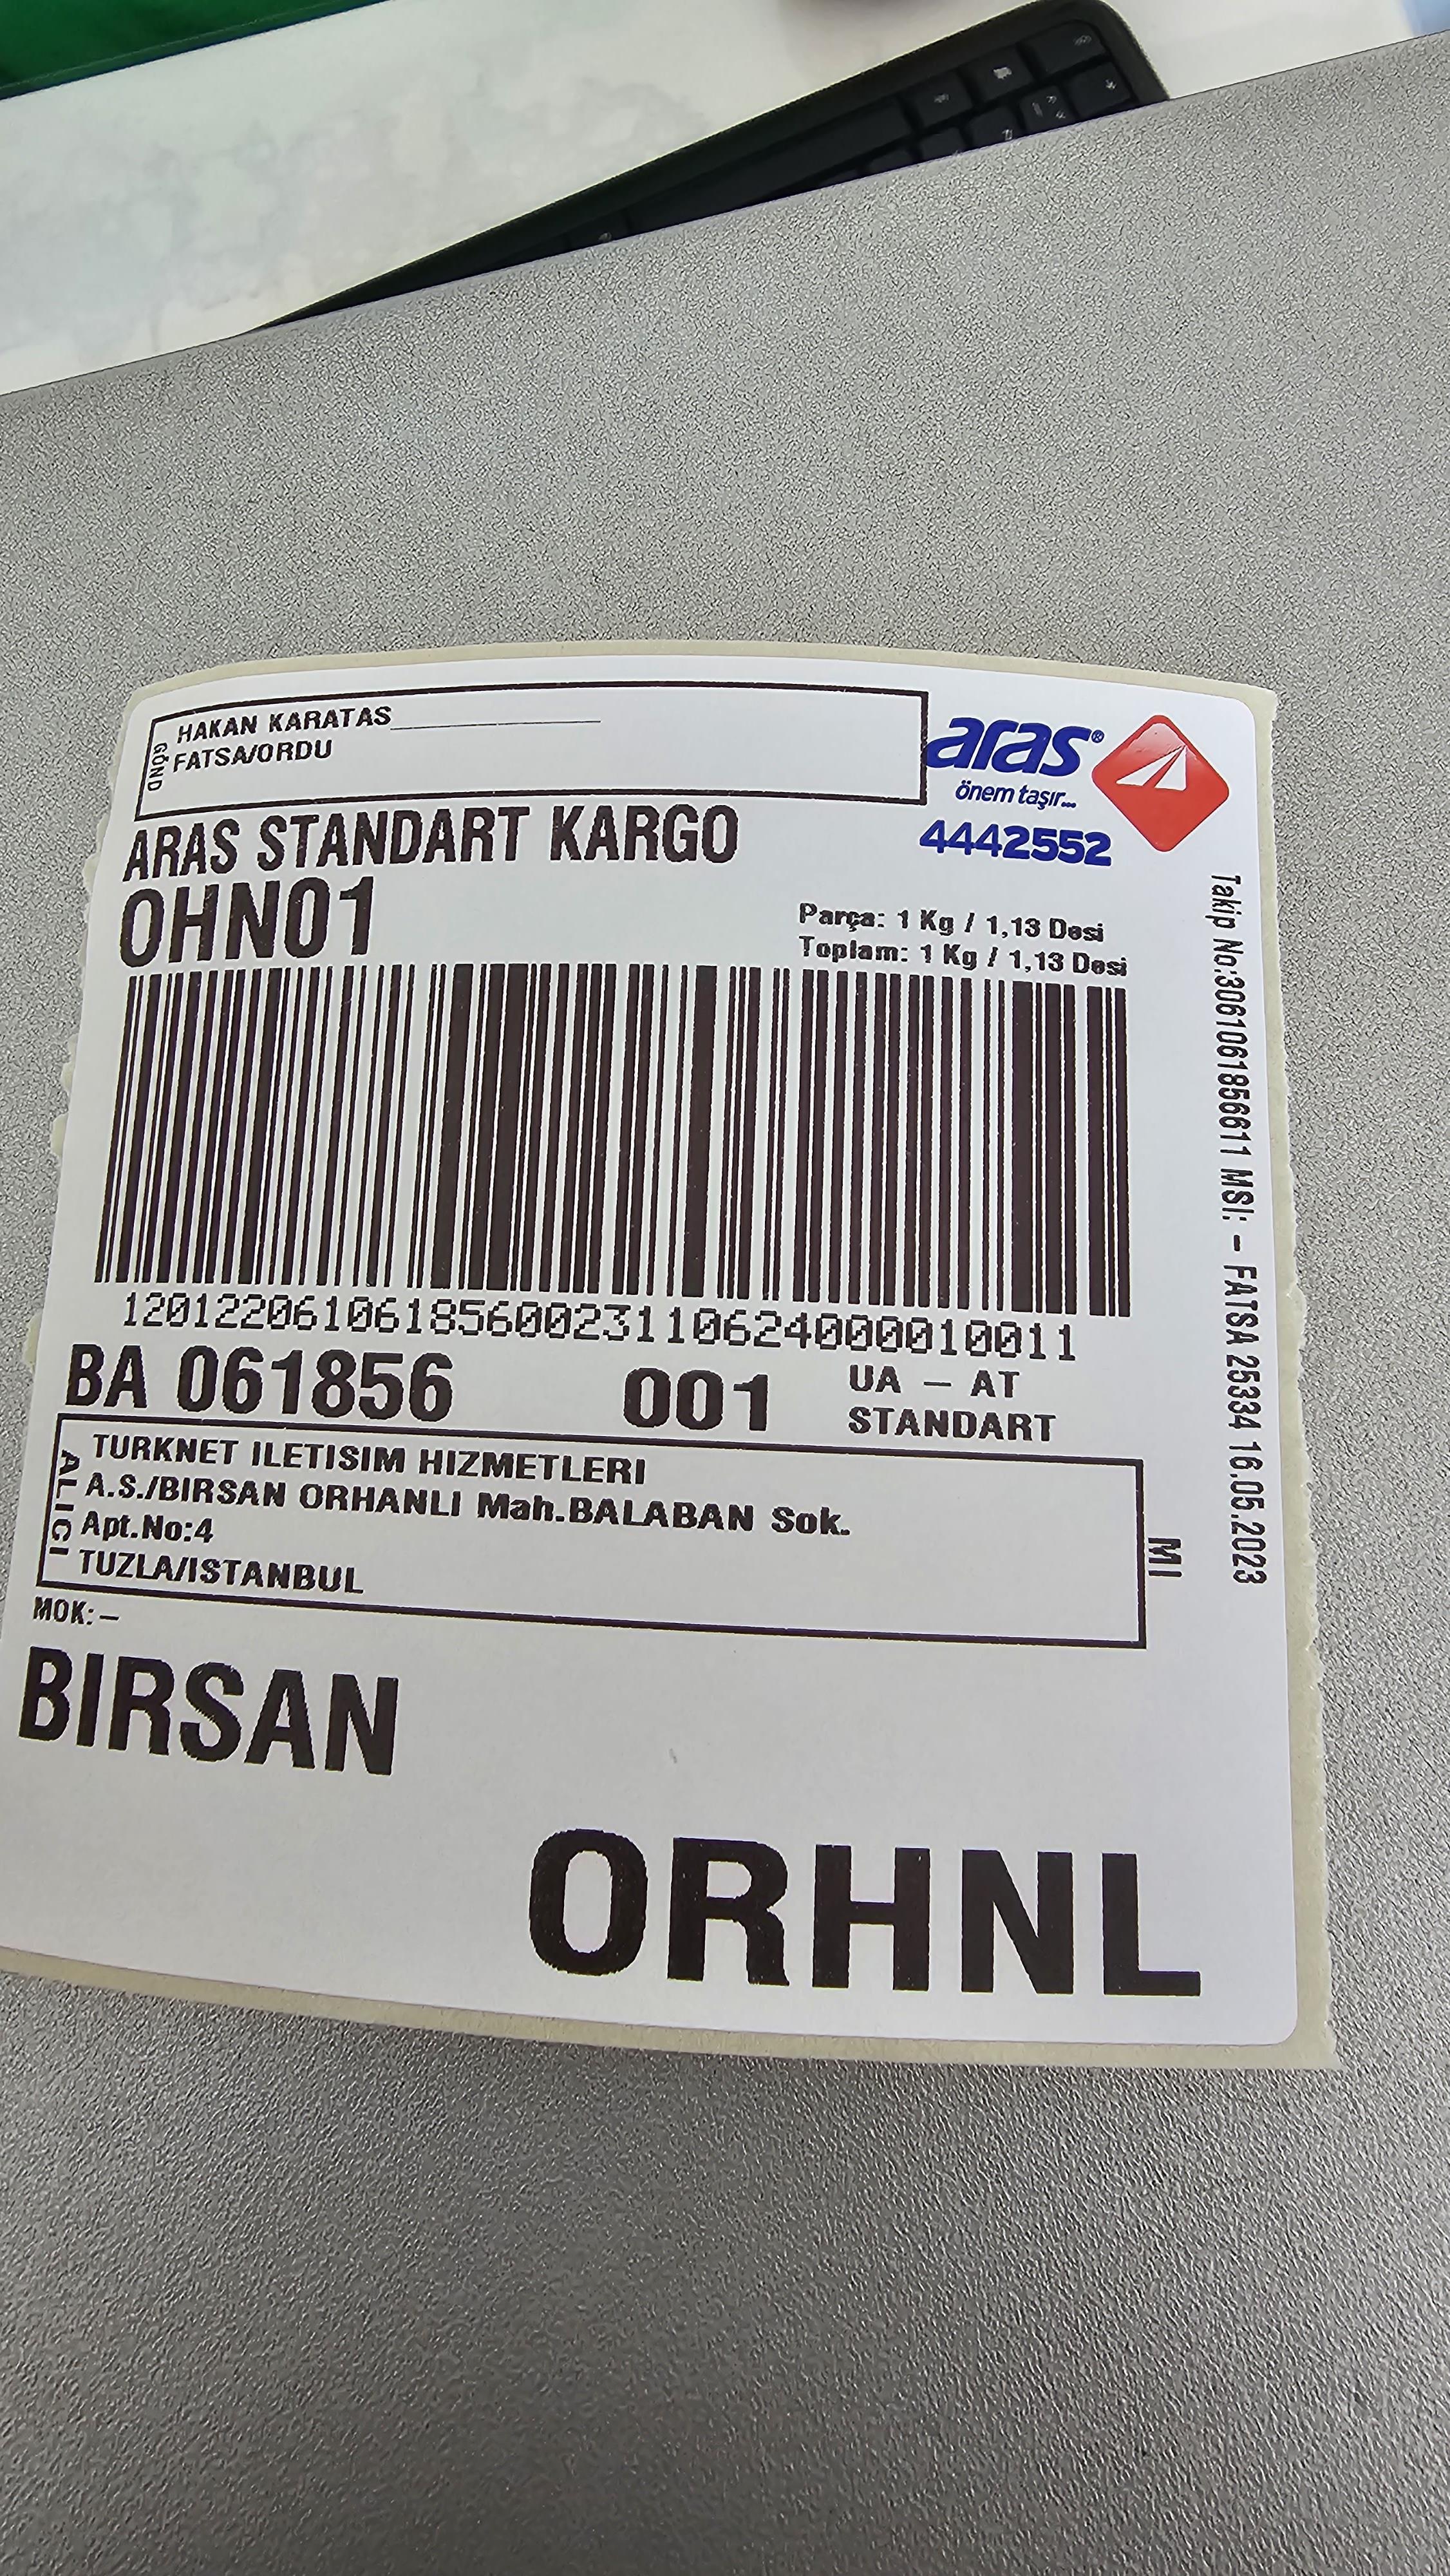 GÖND
HAKAN KARATAS
FATSA/ORDU
aras®
önem taşır...
4442552
ARAS STANDART KARGO
OHN01
Parça: 1 Kg / 1,13 Desi
Toplam: 1 Kg / 1,13 Desi
Takip No:3061061856611 MSI: - FATSA 25334 16.05.2023
120122061061856002311062400001001​1
BA 061856 001 UA - AT
STANDART
ALICI
TURKNET ILETISIM HIZMETLERI
A.S./BIRSAN ORHANLI Mah.BALABAN Sok.
Apt.No:4
TUZLA/ISTANBUL
MI
MOK:-
BIRSAN
ORHNL